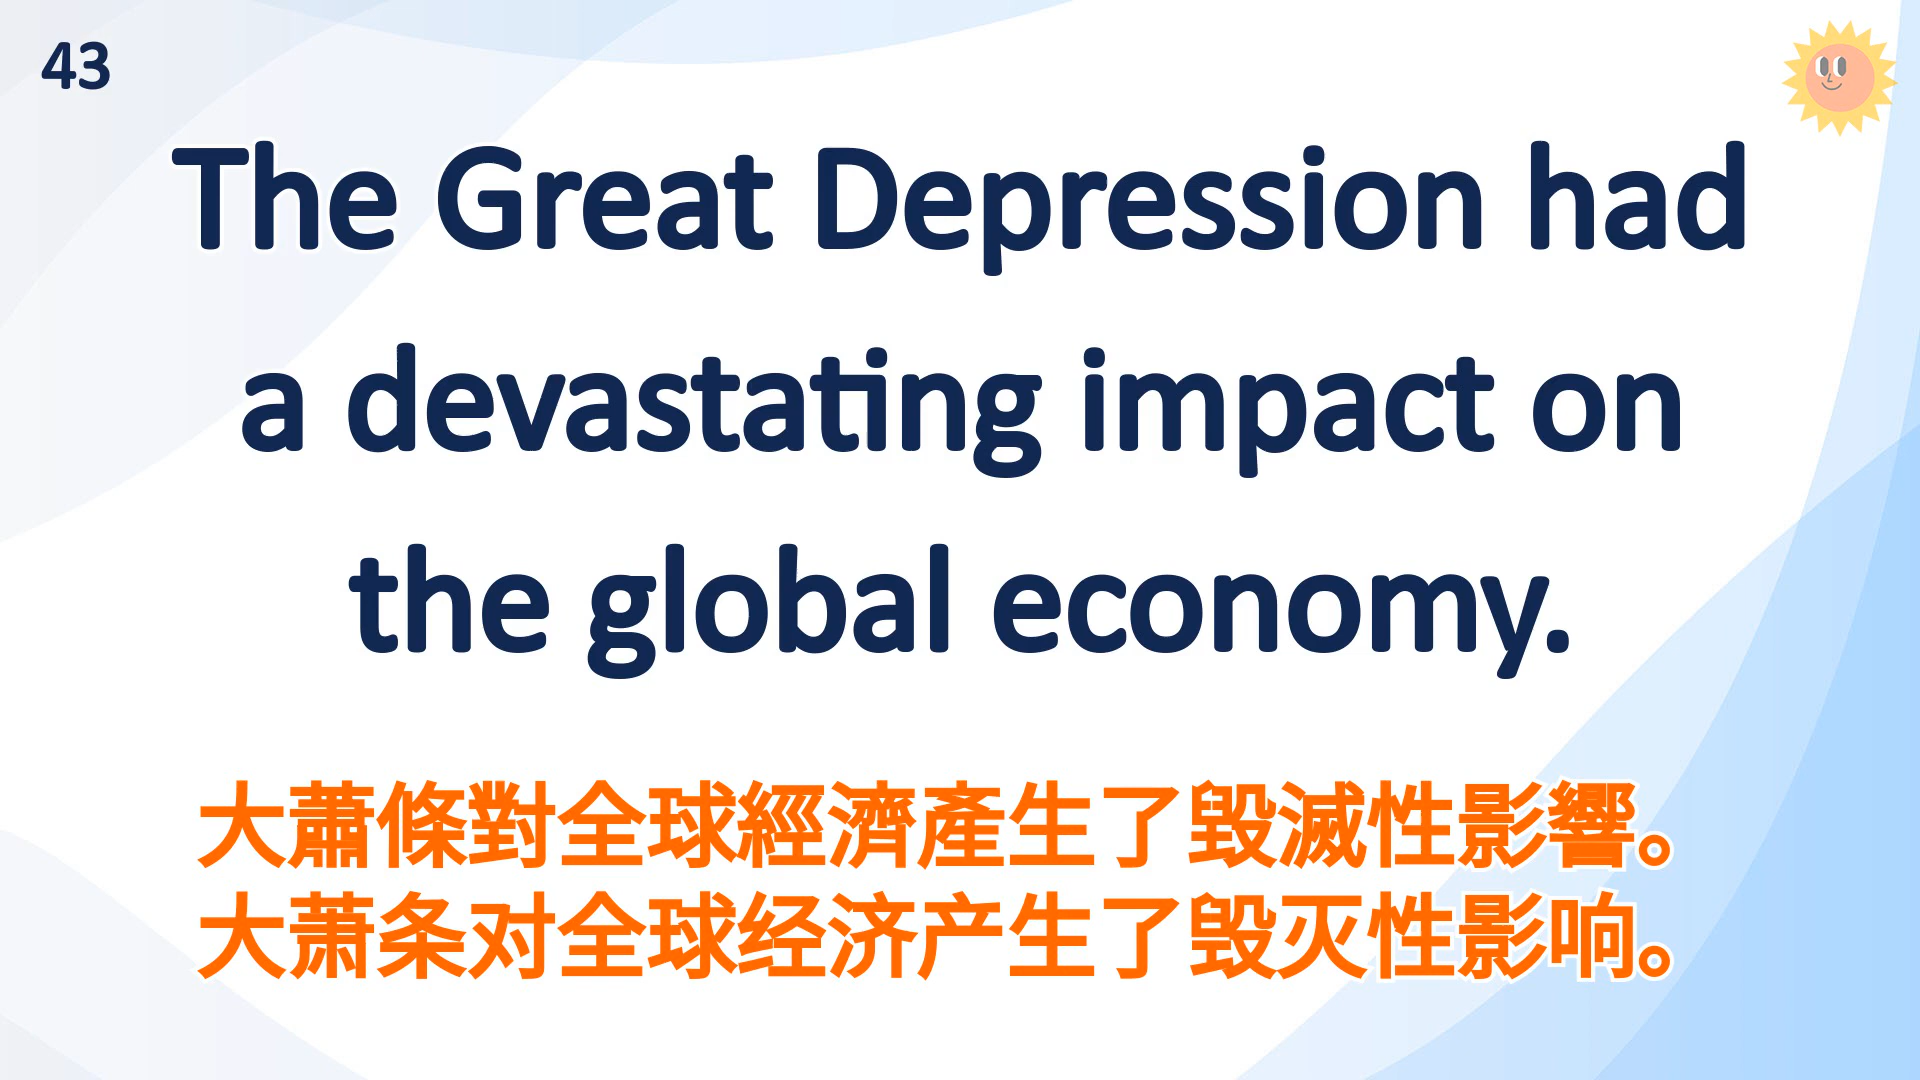 43
The Great Depression had
a devastating impact on
the global economy.
大蕭條對全球經濟產生了毀滅性影響。
大萧条对全球经济产生了毁灭性影响。